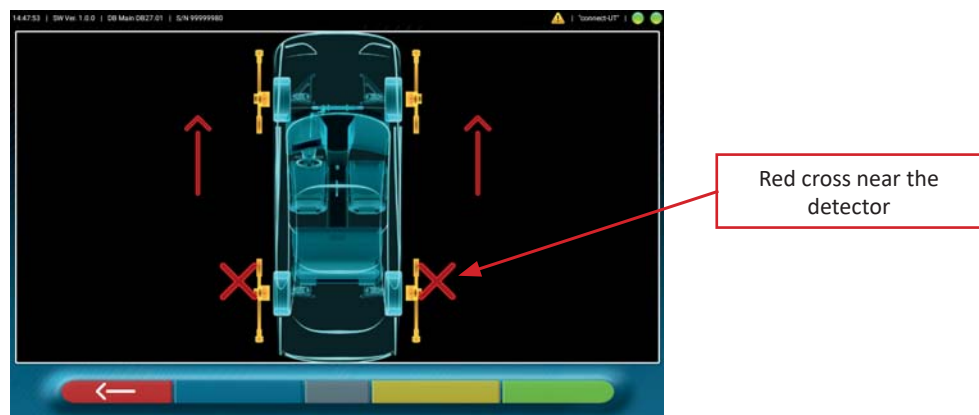 14:47:53 | SW Ver. 1.0.0 | DB Main DB27.01 | S/N 99999980
| "connect-UT" |
Red cross near the
detector